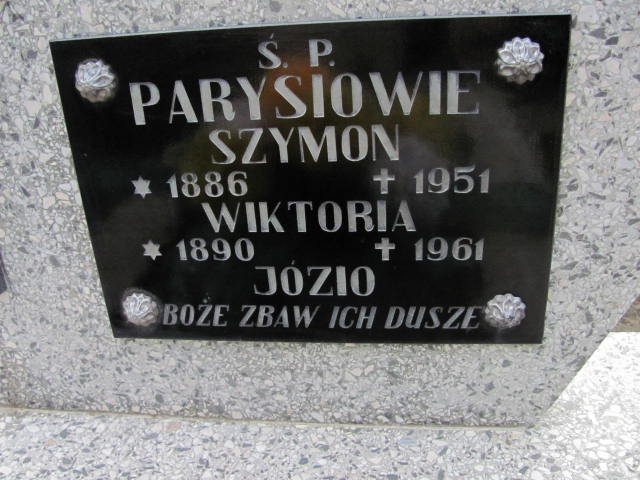 Ś. P.
PARYSIOWIE
SZYMON
✶ 1886 ✝ 1951
WIKTORIA
✶ 1890 ✝ 1961
JÓZIO
BOŻE ZBAW ICH DUSZE